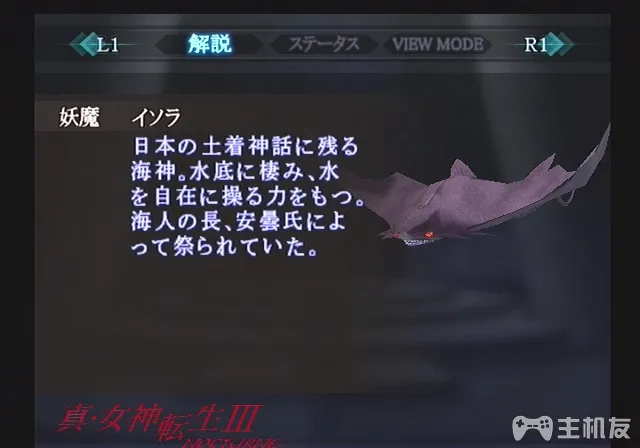 L1 解説 ステータス VIEW MODE R1
妖魔 イソラ
日本の土着神話に残る
海神。水底に棲み、水
を自在に操る力をもつ。
海人の長、安曇氏によ
って祭られていた。
真・女神転生III
NOCTURNE
主机友